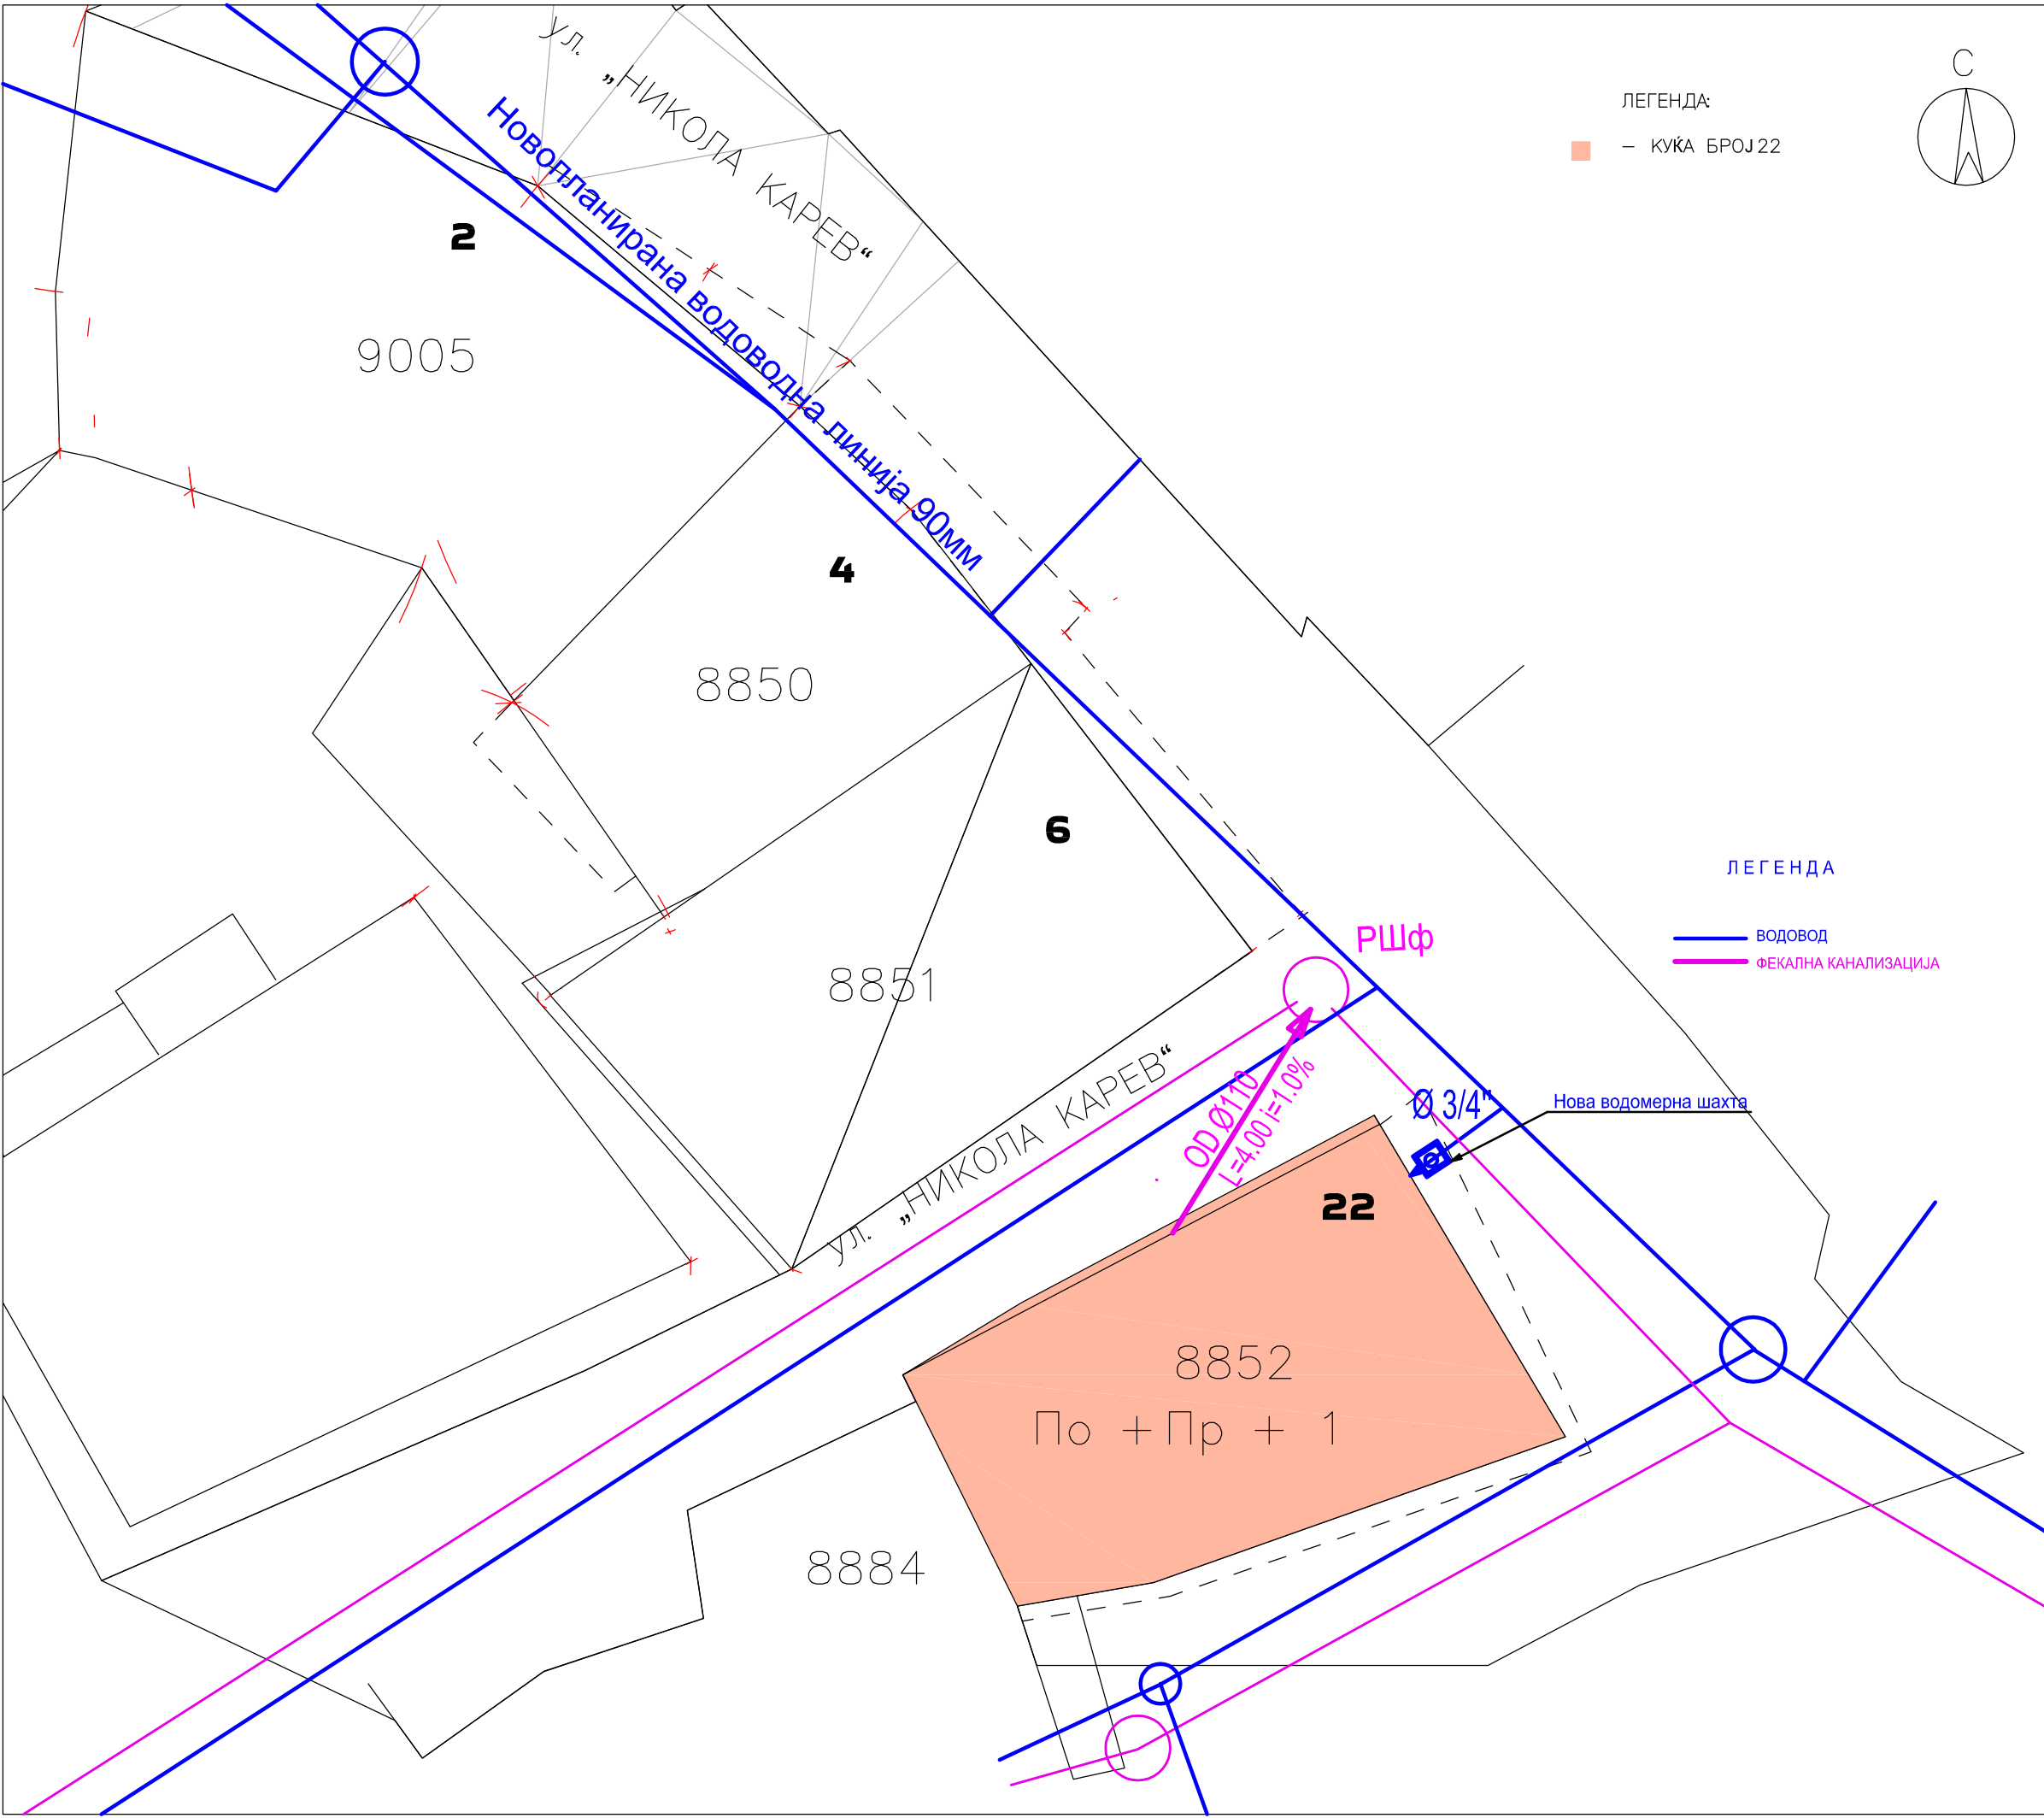 ул. „НИКОЛА КАРЕВ“
С
ЛЕГЕНДА:
– КУЌА БРОЈ 22
Новопланирана водоводна линија 90мм
2
9005
4
8850
6
ЛЕГЕНДА
РШф
ВОДОВОД
ФЕКАЛНА КАНАЛИЗАЦИЈА
8851
ул. „НИКОЛА КАРЕВ“
OD Ø110
L=4.00 i=1.0%
Ø 3/4"
Нова водомерна шахта
22
8852
По + Пр + 1
8884